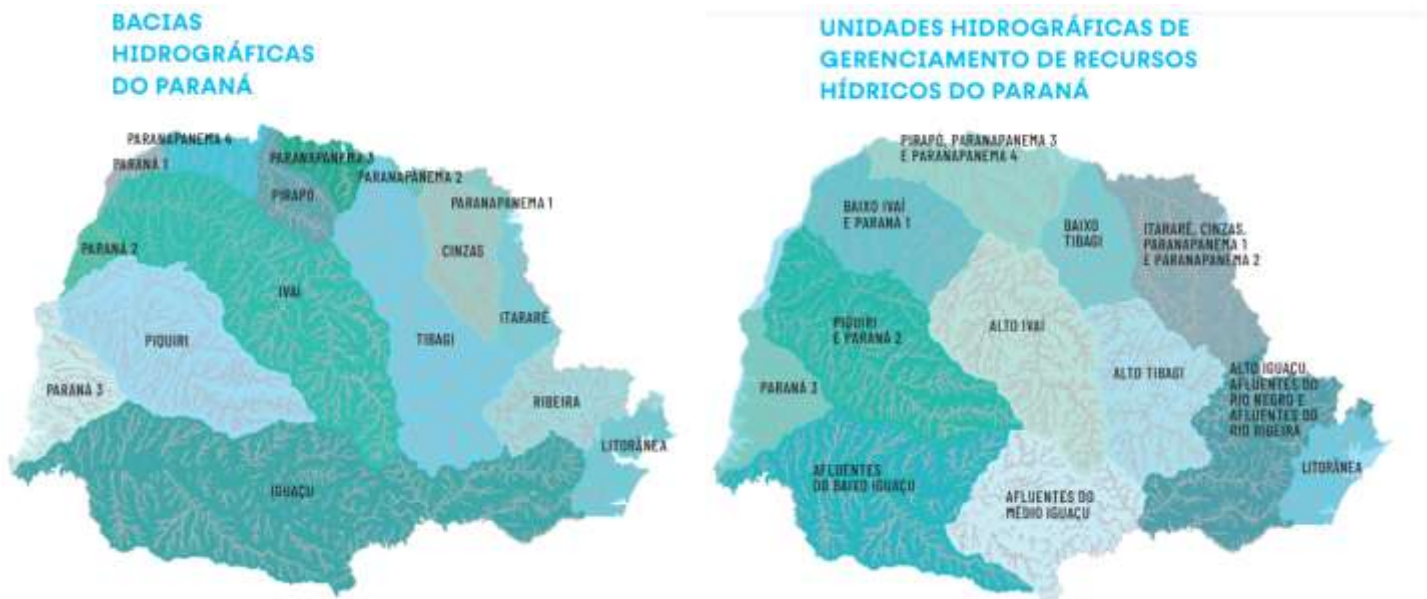 BACIAS
HIDROGRÁFICAS
DO PARANÁ
PARANAPANEMA 4
PARANÁ 1
PARANAPANEMA 3
PIRAPÓ
PARANAPANEMA 2
PARANAPANEMA 1
CINZAS
PARANÁ 2
IVAÍ
ITARARÉ
PIQUIRI
TIBAGI
PARANÁ 3
RIBEIRA
LITORÂNEA
IGUAÇU
UNIDADES HIDROGRÁFICAS DE
GERENCIAMENTO DE RECURSOS
HÍDRICOS DO PARANÁ
PIRAPÓ, PARANAPANEMA 3
E PARANAPANEMA 4
BAIXO IVAÍ
E PARANÁ 1
BAIXO
TIBAGI
ITARARÉ, CINZAS,
PARANAPANEMA 1
E PARANAPANEMA 2
PIQUIRI
E PARANÁ 2
ALTO IVAÍ
PARANÁ 3
ALTO TIBAGI
ALTO IGUAÇU,
AFLUENTES DO
RIO NEGRO E
AFLUENTES DO
RIO RIBEIRA
LITORÂNEA
AFLUENTES
DO BAIXO IGUAÇU
AFLUENTES DO
MÉDIO IGUAÇU